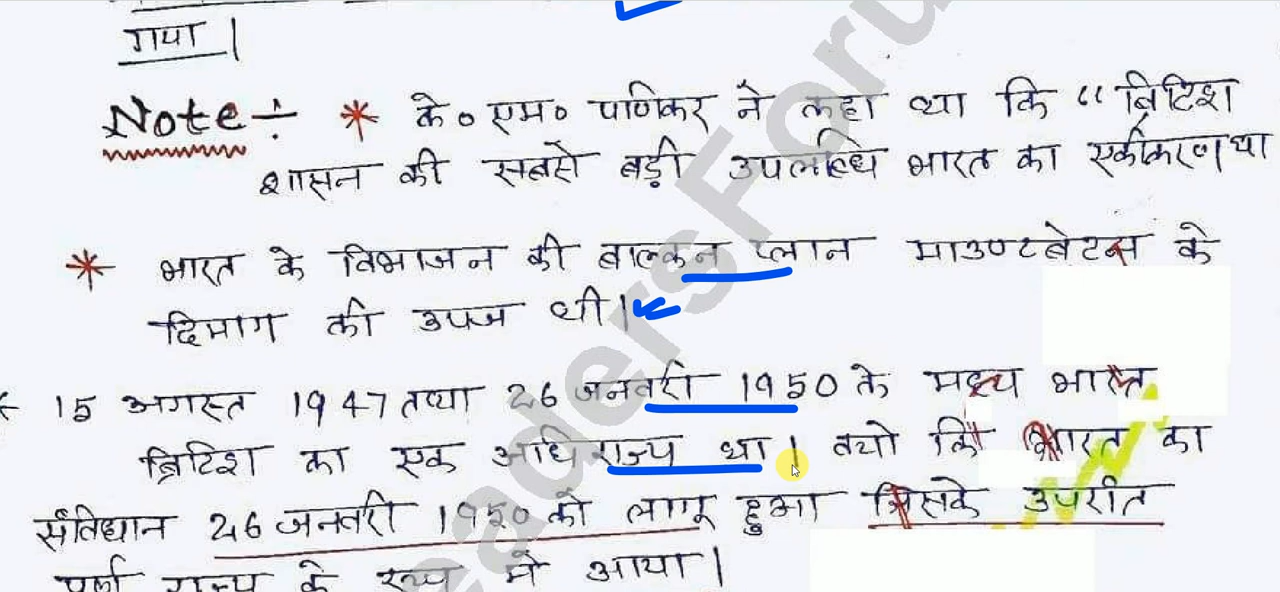 गया |
Note ÷ * के० एम० पणिकर ने कहा था कि “ ब्रिटिश
शासन की सबसे बड़ी उपलब्धि भारत का एकीकरण था
* भारत के विभाजन की बाल्कन प्लान माउण्टबेटन के
दिमाग की उपज थी |
15 अगस्त 1947 तथा 26 जनवरी 1950 के मध्य भारत
ब्रिटिश का एक अधिराज्य था | क्यो कि भारत का
संविधान 26 जनवरी 1950 को लागू हुआ जिसके उपरांत
पूर्ण राज्य के रूप में आया |
LeadersForu